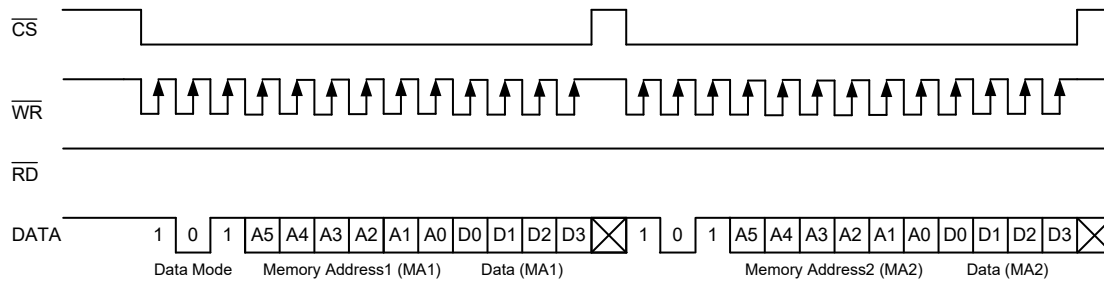 CS
WR
RD
DATA 1 0 1 A5 A4 A3 A2 A1 A0 D0 D1 D2 D3 1 0 1 A5 A4 A3 A2 A1 A0 D0 D1 D2 D3
Data Mode Memory Address1 (MA1) Data (MA1) Memory Address2 (MA2) Data (MA2)